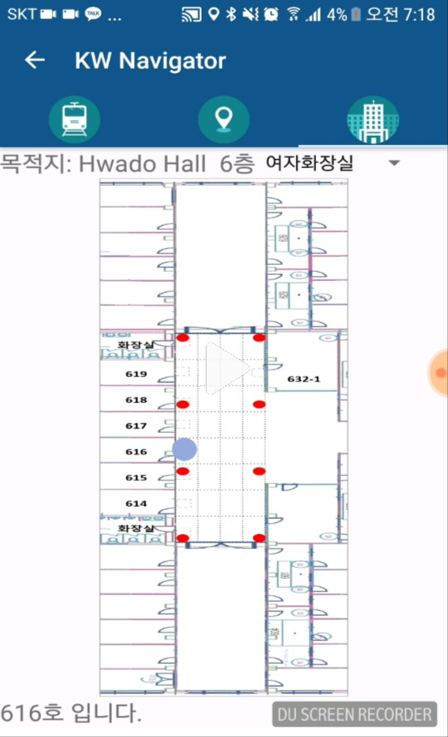 SKT 4% 오전 7:18
KW Navigator
목적지: Hwado Hall 6층 여자화장실
화장실
619
618
632-1
617
616
615
614
화장실
616호 입니다.
DU SCREEN RECORDER